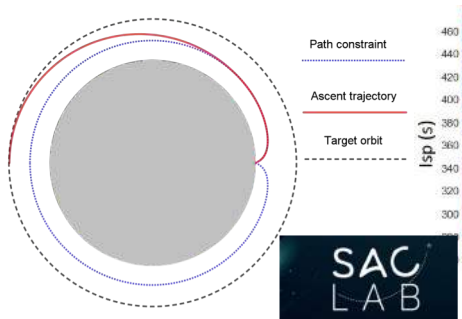 Path constraint
Ascent trajectory
Target orbit
Isp (s)
460
440
420
400
380
360
340
320
300
SAC
LAB